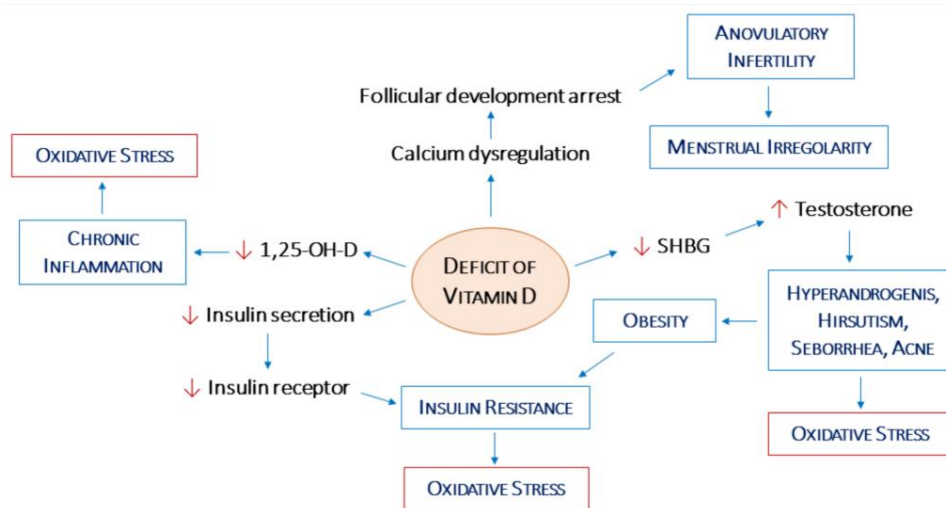 ANOVULATORY
INFERTILITY
Follicular development arrest
MENSTRUAL IRREGOLARITY
OXIDATIVE STRESS
Calcium dysregulation
↑ Testosterone
CHRONIC
INFLAMMATION
↓ 1,25-OH-D
DEFICIT OF
VITAMIN D
↓ SHBG
↓ Insulin secretion
OBESITY
HYPERANDROGENIS,
HIRSUTISM,
SEBORRHEA, ACNE
↓ Insulin receptor
INSULIN RESISTANCE
OXIDATIVE STRESS
OXIDATIVE STRESS